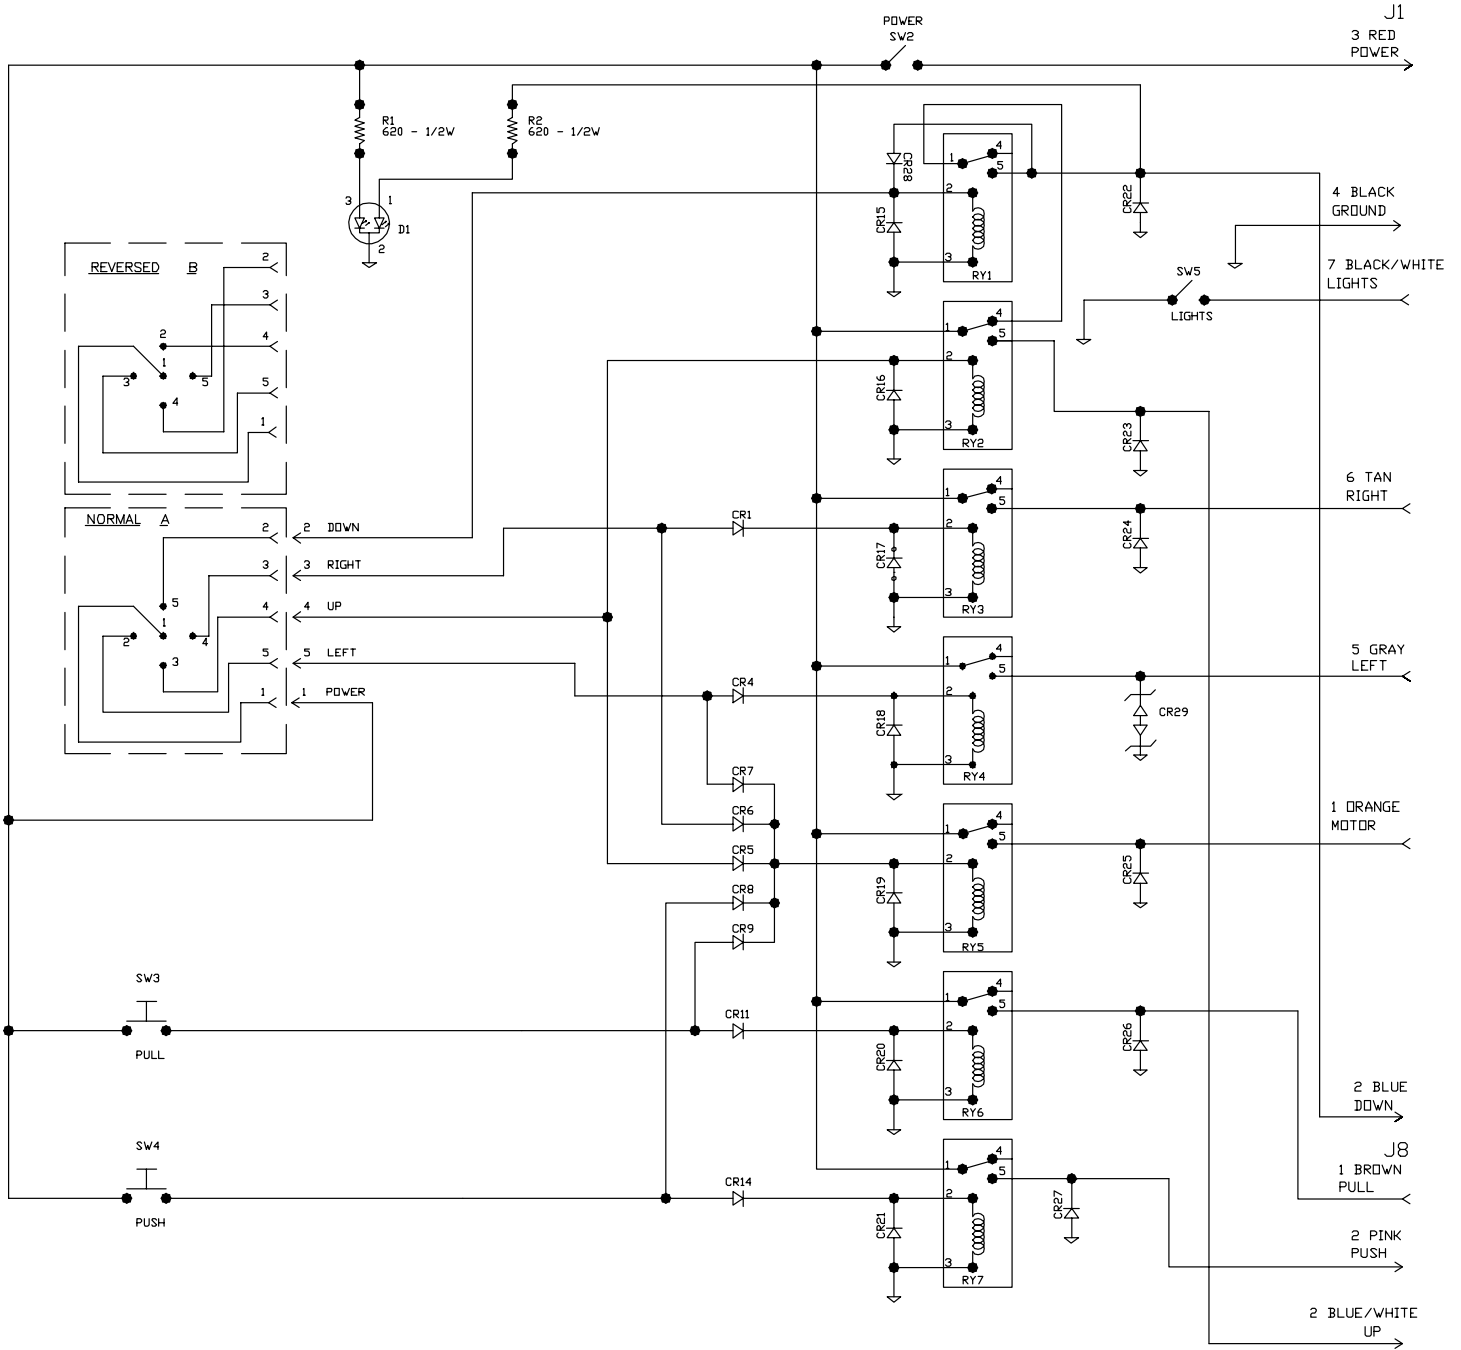 J1
POWER
SW2
3 RED
POWER
R1
620 - 1/2W
R2
620 - 1/2W
CR28
1
4
5
2
CR15
3
RY1
CR22
3
1
D1
2
4 BLACK
GROUND
7 BLACK/WHITE
LIGHTS
SW5
LIGHTS
REVERSED B
2
3
4
5
1
2
1
3
5
4
1
4
5
2
CR16
3
RY2
CR23
6 TAN
RIGHT
NORMAL A
2
2 DOWN
3
3 RIGHT
4
4 UP
5
5 LEFT
1
1 POWER
5
1
2
4
3
CR1
1
4
5
2
CR17
3
RY3
CR24
5 GRAY
LEFT
CR4
1
4
5
2
CR18
3
RY4
CR29
CR7
CR6
CR5
CR8
CR9
1 ORANGE
MOTOR
1
4
5
2
CR19
3
RY5
CR25
SW3
PULL
CR11
1
4
5
2
CR20
3
RY6
CR26
2 BLUE
DOWN
J8
1 BROWN
PULL
SW4
PUSH
CR14
1
4
5
2
CR21
3
RY7
CR27
2 PINK
PUSH
2 BLUE/WHITE
UP